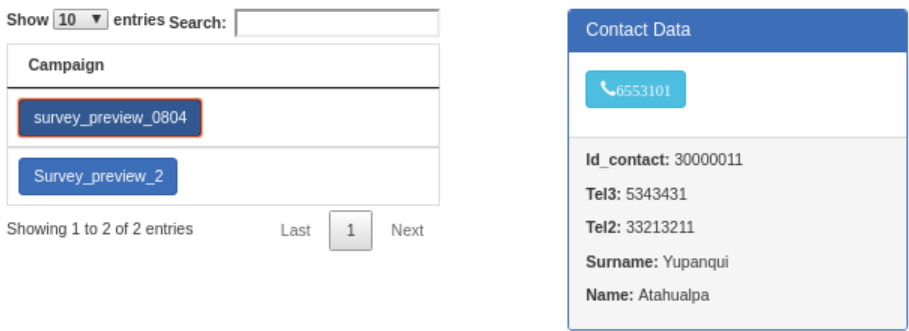 Show 10 entries Search:
Campaign
survey_preview_0804
Survey_preview_2
Showing 1 to 2 of 2 entries Last 1 Next
Contact Data
6553101
Id_contact: 30000011
Tel3: 5343431
Tel2: 33213211
Surname: Yupanqui
Name: Atahualpa